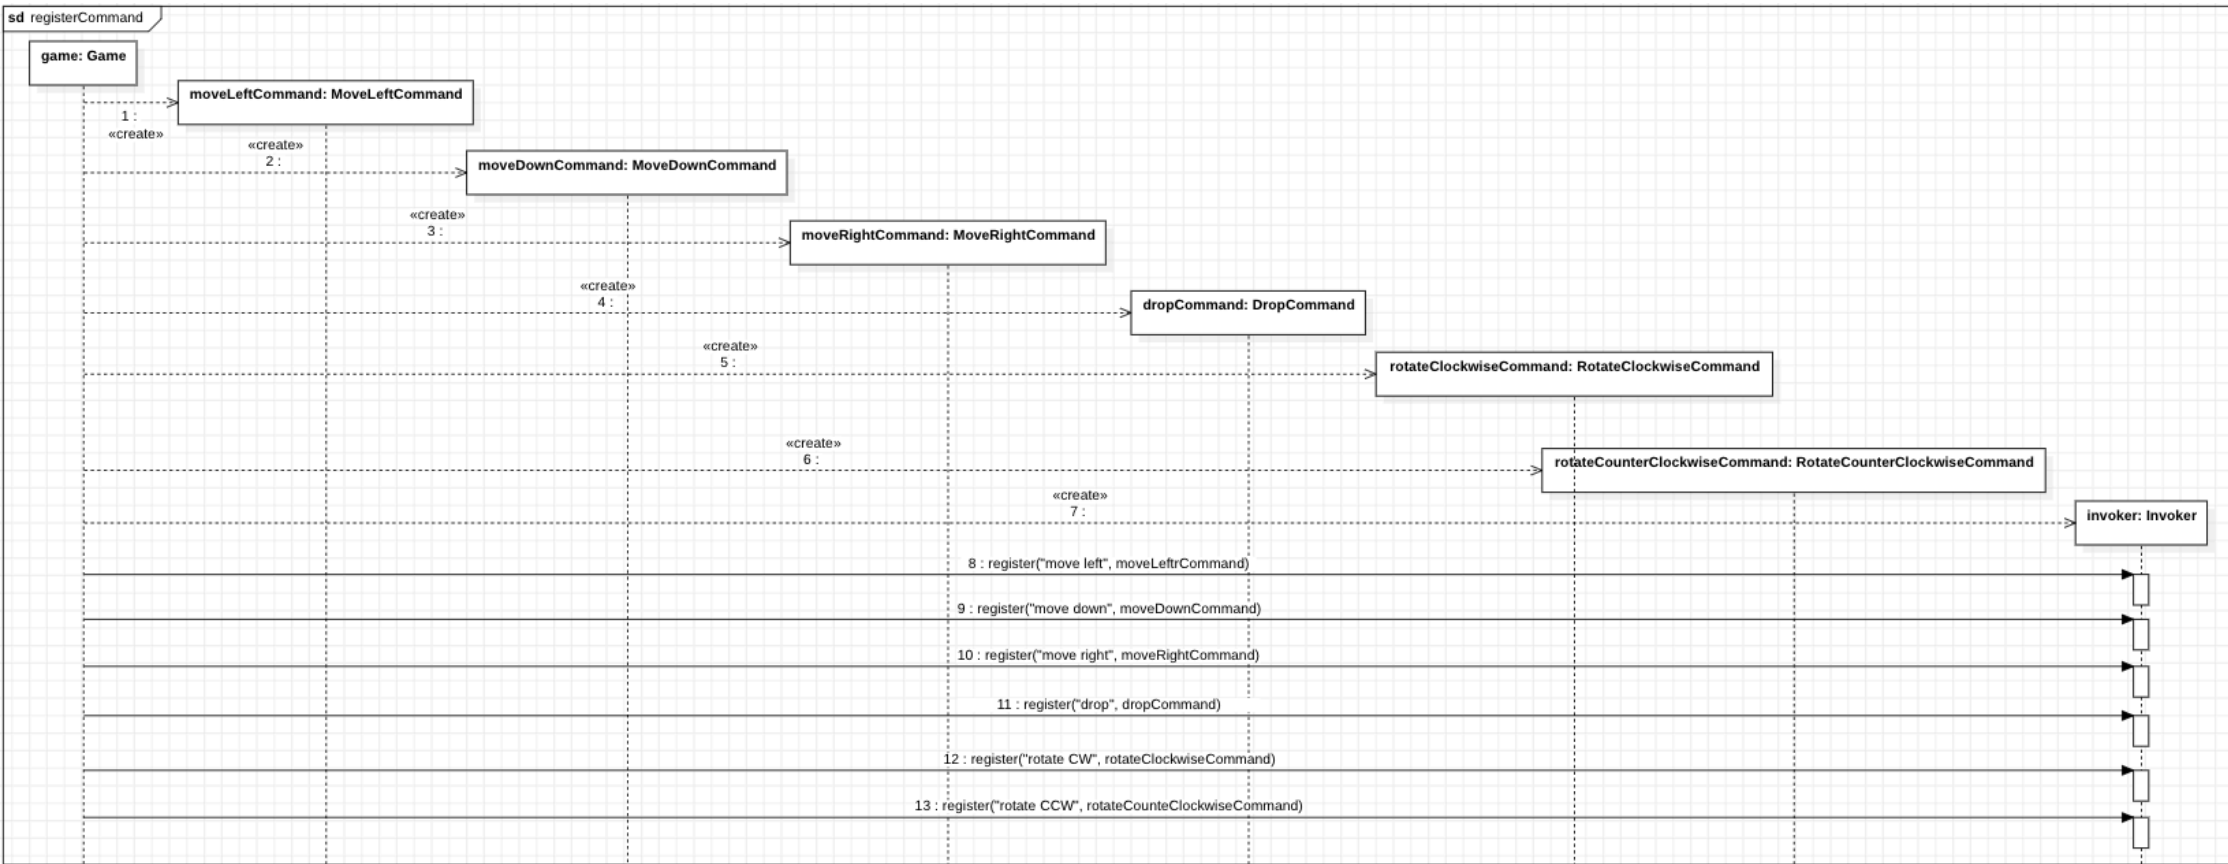 sd registerCommand
game: Game
moveLeftCommand: MoveLeftCommand
1 :
«create»
«create»
2 :
moveDownCommand: MoveDownCommand
«create»
3 :
moveRightCommand: MoveRightCommand
«create»
4 :
dropCommand: DropCommand
«create»
5 :
rotateClockwiseCommand: RotateClockwiseCommand
«create»
6 :
rotateCounterClockwiseCommand: RotateCounterClockwiseCommand
«create»
7 :
invoker: Invoker
8 : register("move left", moveLeftrCommand)
9 : register("move down", moveDownCommand)
10 : register("move right", moveRightCommand)
11 : register("drop", dropCommand)
12 : register("rotate CW", rotateClockwiseCommand)
13 : register("rotate CCW", rotateCounteClockwiseCommand)